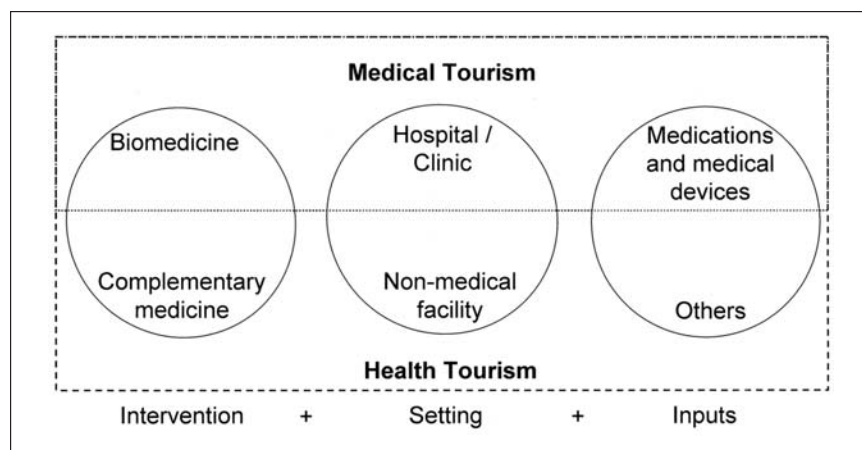 Medical Tourism
Biomedicine
Hospital /
Clinic
Medications
and medical
devices
Complementary
medicine
Non-medical
facility
Others
Health Tourism
Intervention + Setting + Inputs